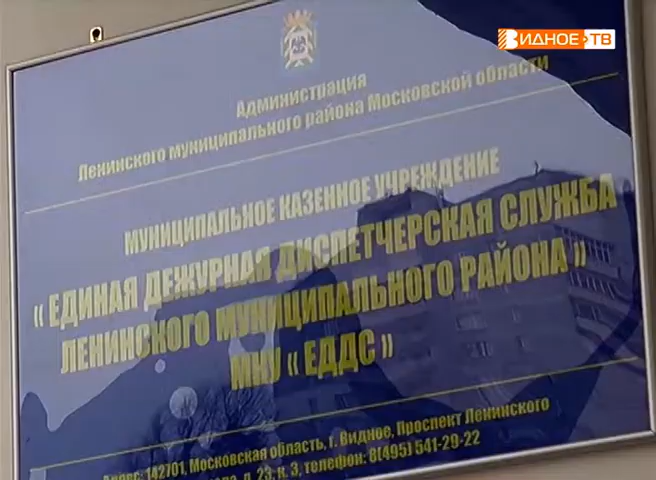 ВИДНОЕ-ТВ
Администрация
Ленинского муниципального района Московской области
МУНИЦИПАЛЬНОЕ КАЗЕННОЕ УЧРЕЖДЕНИЕ
« ЕДИНАЯ ДЕЖУРНАЯ ДИСПЕТЧЕРСКАЯ СЛУЖБА
ЛЕНИНСКОГО МУНИЦИПАЛЬНОГО РАЙОНА »
МКУ « ЕДДС »
Адрес: 142701, Московская область, г. Видное, Проспект Ленинского
д. 23, к. 3, телефон: 8(495) 541-29-22